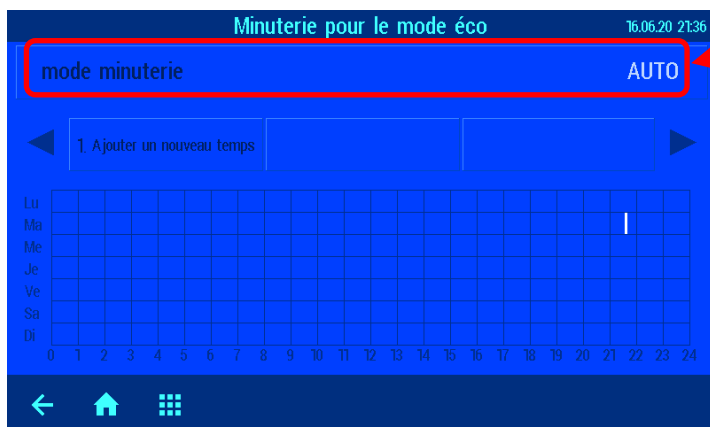 Minuterie pour le mode éco 16.06.20 21:36
mode minuterie AUTO
1. Ajouter un nouveau temps
Lu
Ma
Me
Je
Ve
Sa
Di
0 1 2 3 4 5 6 7 8 9 10 11 12 13 14 15 16 17 18 19 20 21 22 23 24